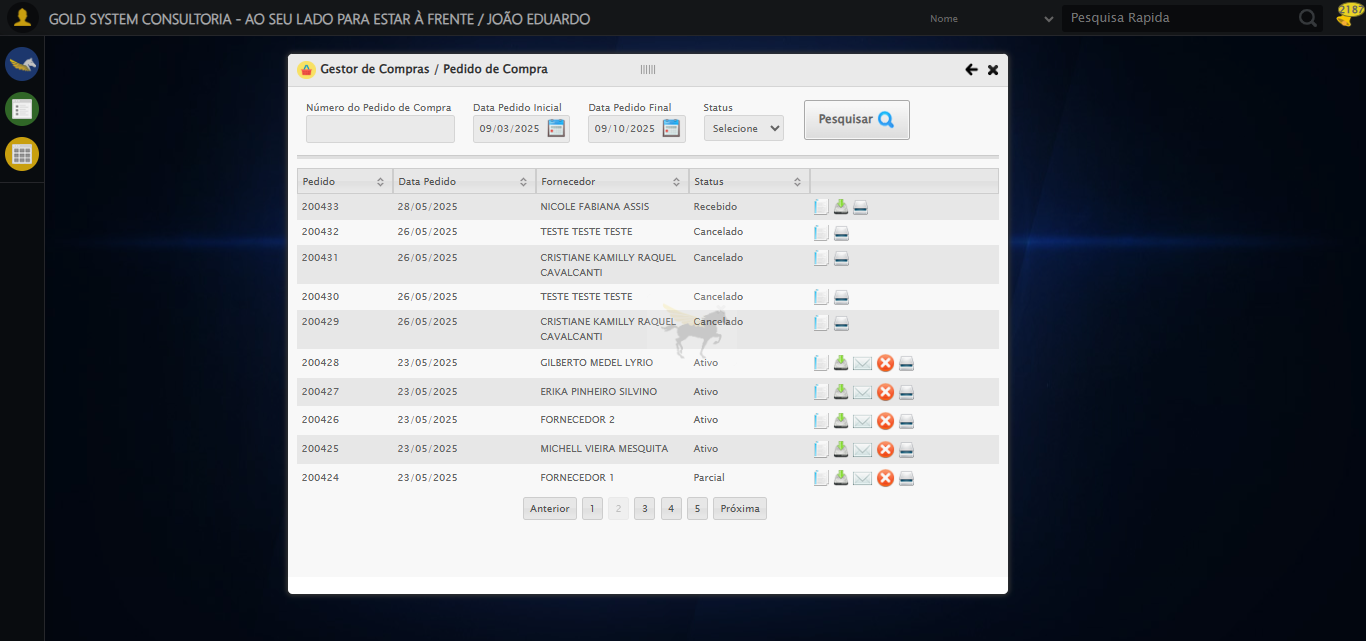 GOLD SYSTEM CONSULTORIA - AO SEU LADO PARA ESTAR À FRENTE / JOÃO EDUARDO
Nome
Pesquisa Rapida
2187
Gestor de Compras / Pedido de Compra
Número do Pedido de Compra Data Pedido Inicial Data Pedido Final Status
09/03/2025 09/10/2025 Selecione Pesquisar
Pedido Data Pedido Fornecedor Status
200433 28/05/2025 NICOLE FABIANA ASSIS Recebido
200432 26/05/2025 TESTE TESTE TESTE Cancelado
200431 26/05/2025 CRISTIANE KAMILLY RAQUEL Cancelado
CAVALCANTI
200430 26/05/2025 TESTE TESTE TESTE Cancelado
200429 26/05/2025 CRISTIANE KAMILLY RAQUEL Cancelado
CAVALCANTI
200428 23/05/2025 GILBERTO MEDEL LYRIO Ativo
200427 23/05/2025 ERIKA PINHEIRO SILVINO Ativo
200426 23/05/2025 FORNECEDOR 2 Ativo
200425 23/05/2025 MICHELL VIEIRA MESQUITA Ativo
200424 23/05/2025 FORNECEDOR 1 Parcial
Anterior 1 2 3 4 5 Próxima